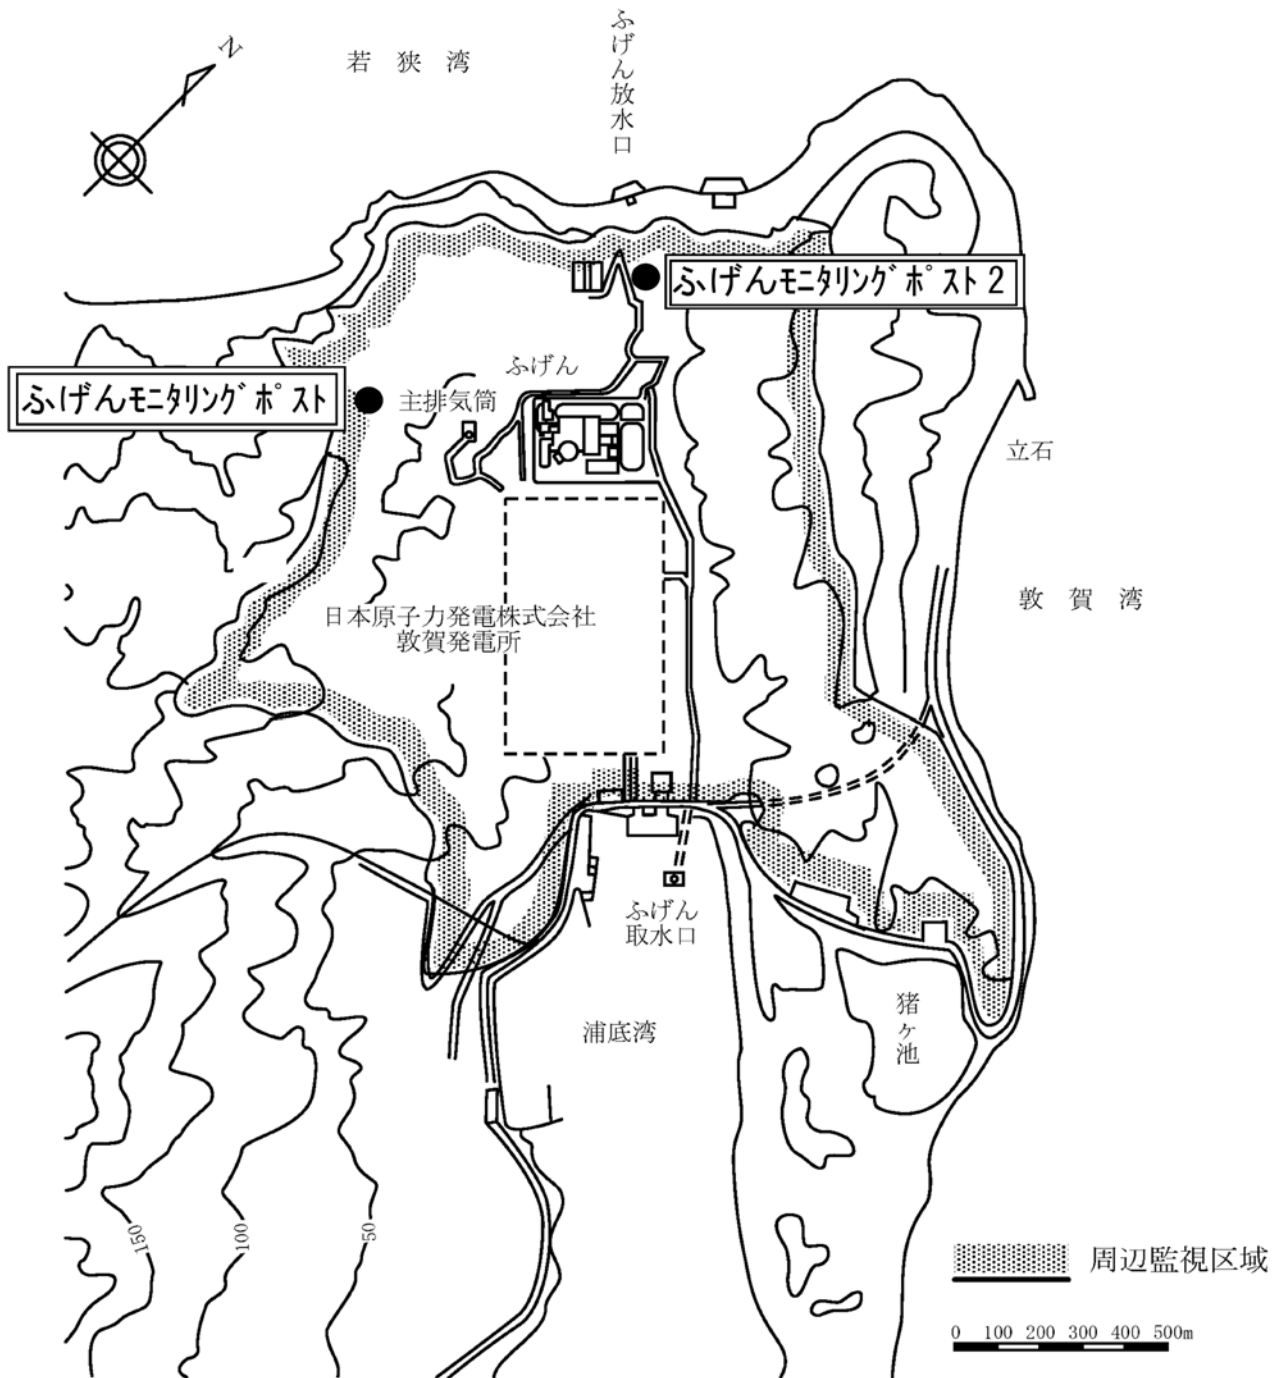 N
若狭湾
ふげん放水口
ふげんモニタリングポスト2
ふげん
ふげんモニタリングポスト
主排気筒
立石
敦賀湾
日本原子力発電株式会社
敦賀発電所
ふげん
取水口
猪ヶ池
浦底湾
150
100
50
周辺監視区域
0 100 200 300 400 500m